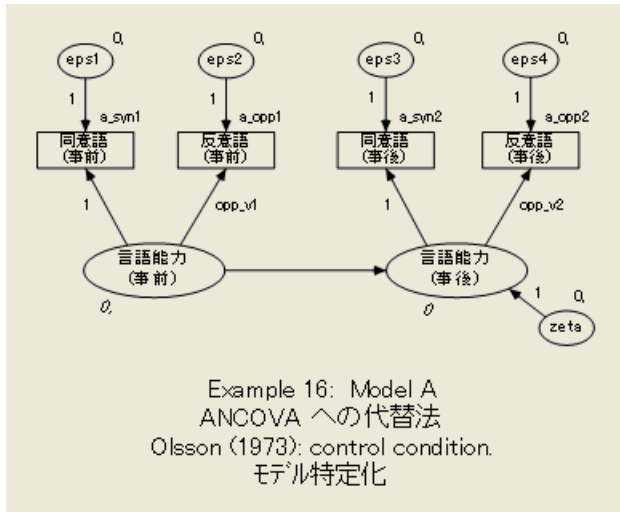 0, 0, 0, 0,
eps1 eps2 eps3 eps4
1 1 1 1
a_syn1 a_opp1 a_syn2 a_opp2
同意語 反意語 同意語 反意語
(事前) (事前) (事後) (事後)
1 opp_v1 1 opp_v2
言語能力 言語能力
(事前) (事後)
0, 0 1 0,
zeta
Example 16: Model A
ANCOVA への代替法
Olsson (1973): control condition.
モデル特定化